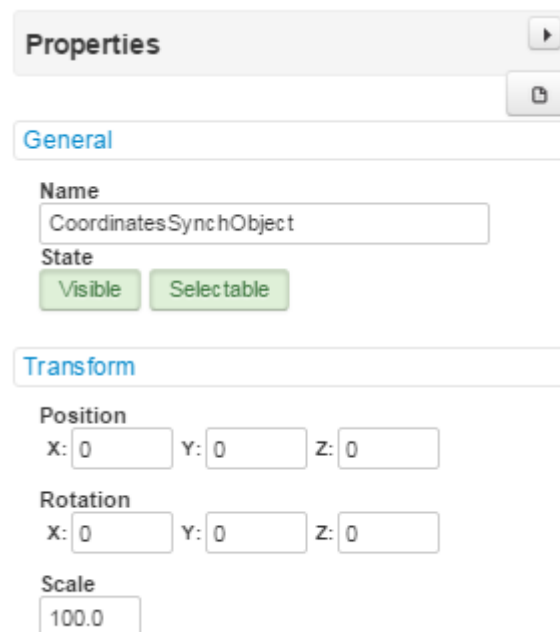 Properties
General
Name
CoordinatesSynchObject
State
Visible Selectable
Transform
Position
X: 0 Y: 0 Z: 0
Rotation
X: 0 Y: 0 Z: 0
Scale
100.0